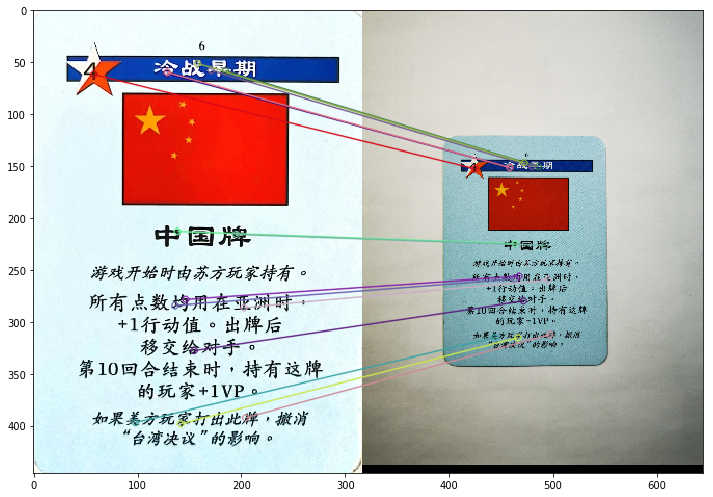 0
50
100
150
200
250
300
350
400
6
4 冷战早期
中国牌
游戏开始时由苏方玩家持有。
所有点数均用在亚洲时，
+1行动值。出牌后
移交给对手。
第10回合结束时，持有这牌
的玩家+1VP。
如果美方玩家打出此牌，撤消
“台湾决议”的影响。
6
冷战早期
中国牌
游戏开始时由苏方玩家持有。
所有点数均用在亚洲时，
+1行动值。出牌后
移交给对手。
第10回合结束时，持有这牌
的玩家+1VP。
如果美方玩家打出此牌，撤消
“台湾决议”的影响。
0 100 200 300 400 500 600